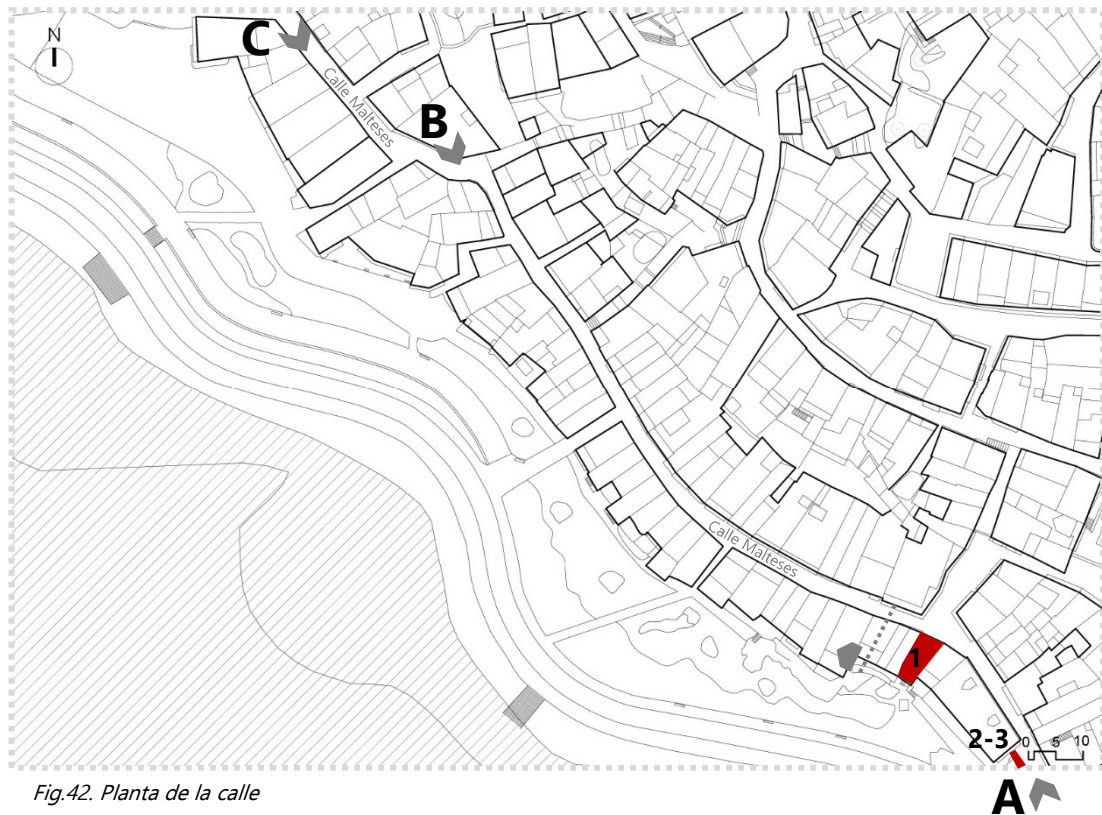 N
C
Calle Malteses
B
Calle Malteses
1
2-3
0 5 10
A
Fig.42. Planta de la calle